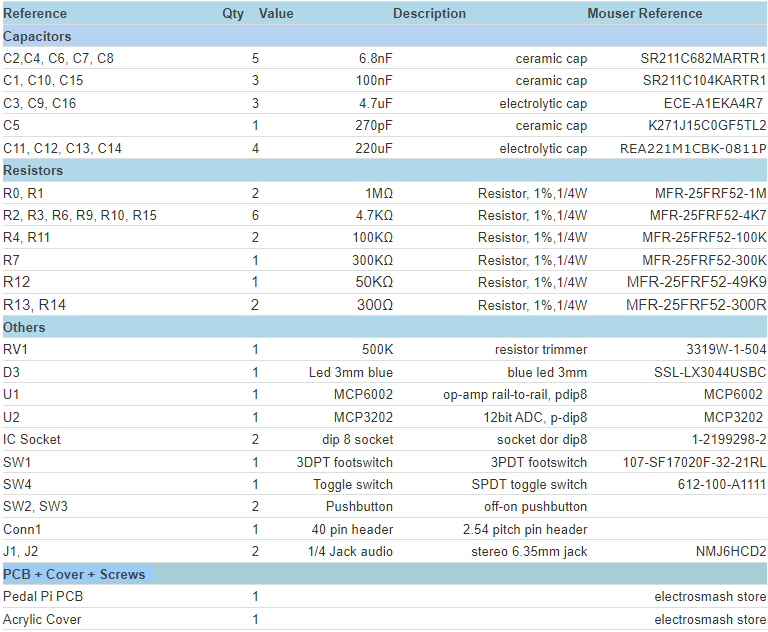 Reference Qty Value Description Mouser Reference
Capacitors
C2,C4, C6, C7, C8 5 6.8nF ceramic cap SR211C682MARTR1
C1, C10, C15 3 100nF ceramic cap SR211C104KARTR1
C3, C9, C16 3 4.7uF electrolytic cap ECE-A1EKA4R7
C5 1 270pF ceramic cap K271J15C0GF5TL2
C11, C12, C13, C14 4 220uF electrolytic cap REA221M1CBK-0811P
Resistors
R0, R1 2 1MΩ Resistor, 1%,1/4W MFR-25FRF52-1M
R2, R3, R6, R9, R10, R15 6 4.7KΩ Resistor, 1%,1/4W MFR-25FRF52-4K7
R4, R11 2 100KΩ Resistor, 1%,1/4W MFR-25FRF52-100K
R7 1 300KΩ Resistor, 1%,1/4W MFR-25FRF52-300K
R12 1 50KΩ Resistor, 1%,1/4W MFR-25FRF52-49K9
R13, R14 2 300Ω Resistor, 1%,1/4W MFR-25FRF52-300R
Others
RV1 1 500K resistor trimmer 3319W-1-504
D3 1 Led 3mm blue blue led 3mm SSL-LX3044USBC
U1 1 MCP6002 op-amp rail-to-rail, pdip8 MCP6002
U2 1 MCP3202 12bit ADC, p-dip8 MCP3202
IC Socket 2 dip 8 socket socket dor dip8 1-2199298-2
SW1 1 3DPT footswitch 3PDT footswitch 107-SF17020F-32-21RL
SW4 1 Toggle switch SPDT toggle switch 612-100-A1111
SW2, SW3 2 Pushbutton off-on pushbutton
Conn1 1 40 pin header 2.54 pitch pin header
J1, J2 2 1/4 Jack audio stereo 6.35mm jack NMJ6HCD2
PCB + Cover + Screws
Pedal Pi PCB 1 electrosmash store
Acrylic Cover 1 electrosmash store